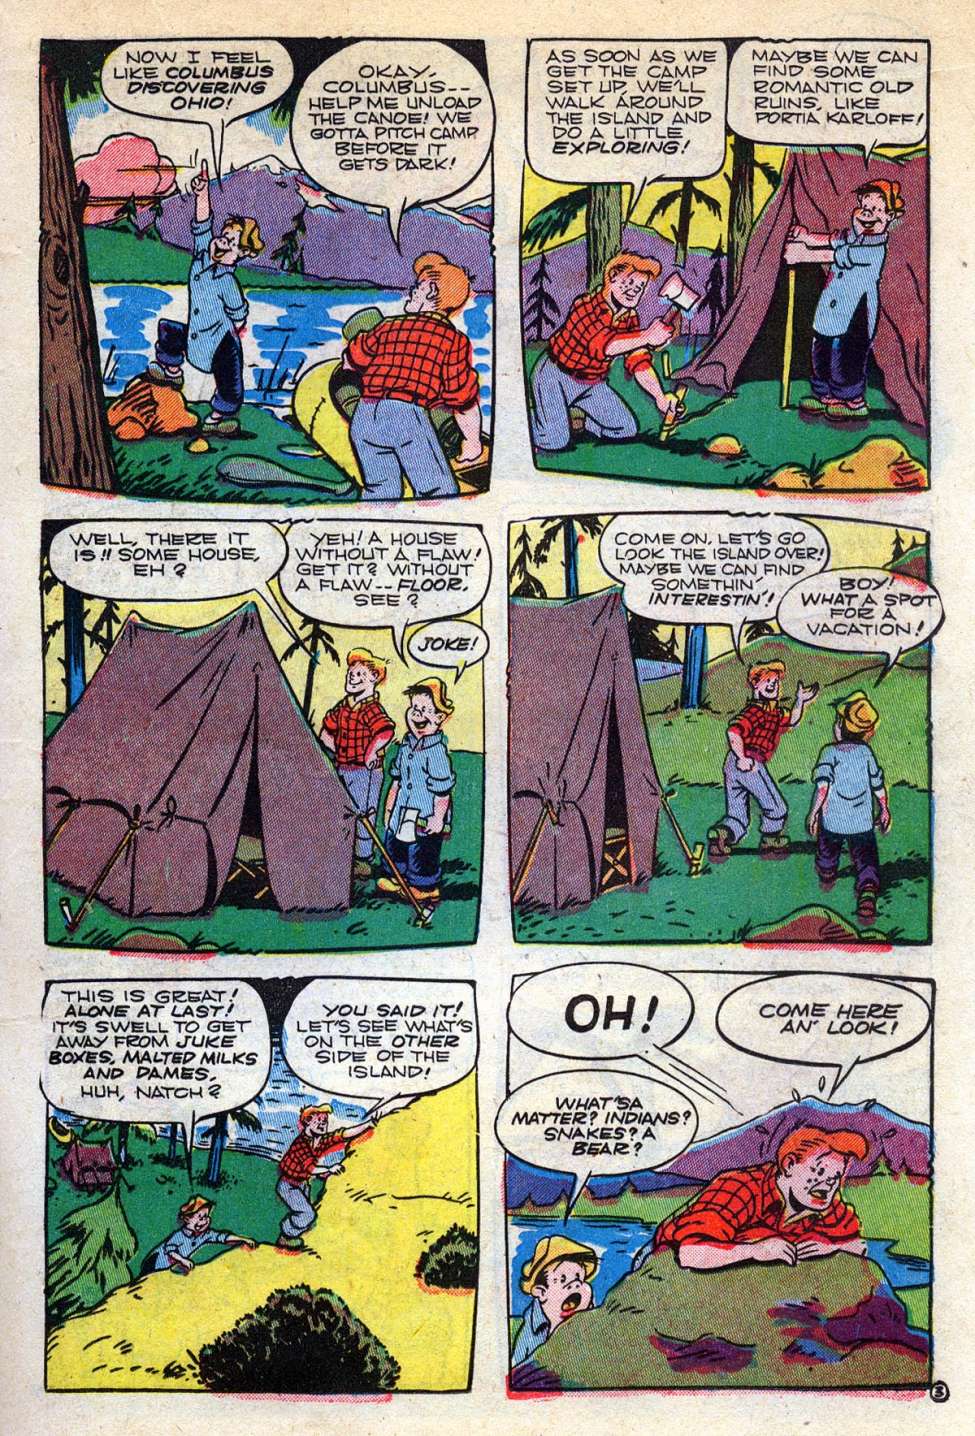 NOW I FEEL
LIKE COLUMBUS
DISCOVERING
OHIO!
OKAY,
COLUMBUS--
HELP ME UNLOAD
THE CANOE! WE
GOTTA PITCH CAMP
BEFORE IT
GETS DARK!
AS SOON AS WE
GET THE CAMP
SET UP, WE'LL
WALK AROUND
THE ISLAND AND
DO A LITTLE
EXPLORING!
MAYBE WE CAN
FIND SOME
ROMANTIC OLD
RUINS, LIKE
PORTIA KARLOFF!
WELL, THERE IT
IS!! SOME HOUSE,
EH?
YEH! A HOUSE
WITHOUT A FLAW!
GET IT? WITHOUT
A FLAW--FLOOR,
SEE?
JOKE!
COME ON, LET'S GO
LOOK THE ISLAND OVER!
MAYBE WE CAN FIND
SOMETHIN'
INTERESTIN'!
BOY!
WHAT A SPOT
FOR A
VACATION!
THIS IS GREAT!
ALONE AT LAST!
IT'S SWELL TO GET
AWAY FROM JUKE
BOXES, MALTED MILKS
AND DAMES,
HUH, NATCH?
YOU SAID IT!
LET'S SEE WHAT'S
ON THE OTHER
SIDE OF THE
ISLAND!
OH!
COME HERE
AN' LOOK!
WHAT'SA
MATTER? INDIANS?
SNAKES? A
BEAR?
3